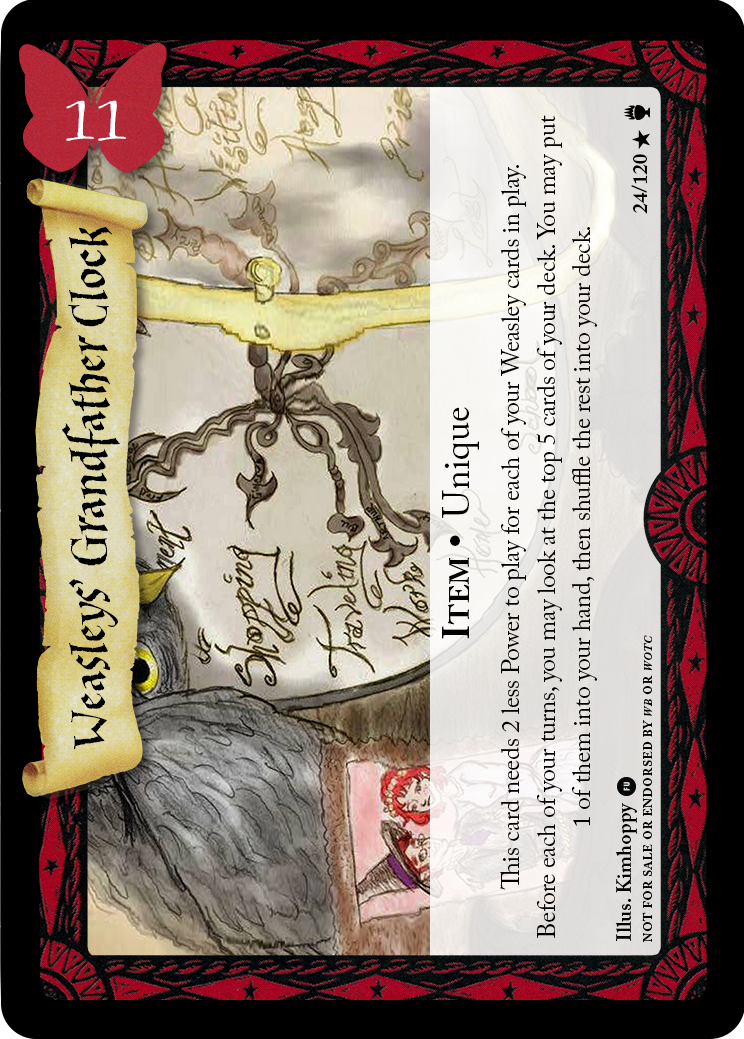 11
Weasleys' Grandfather Clock
Shopping
Traveling
Work
Home
School
ITEM • Unique
This card needs 2 less Power to play for each of your Weasley cards in play.
Before each of your turns, you may look at the top 5 cards of your deck. You may put
1 of them into your hand, then shuffle the rest into your deck.
Illus. Kimhoppy FU
NOT FOR SALE OR ENDORSED BY WB OR WOTC
24/120 ★